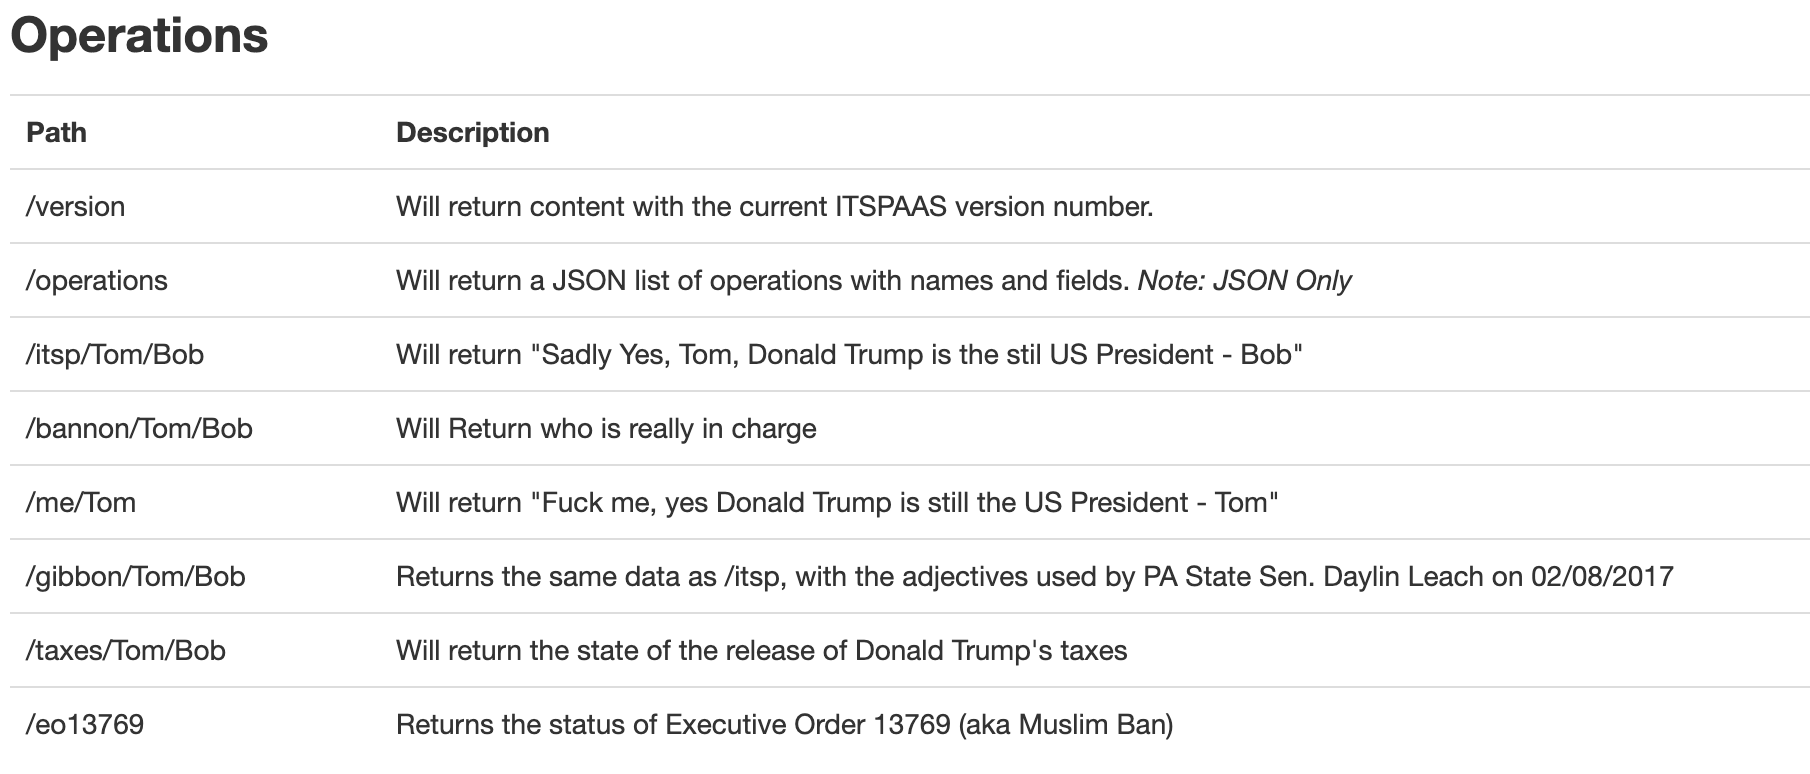 Operations
Path Description
/version Will return content with the current ITSPAAS version number.
/operations Will return a JSON list of operations with names and fields. Note: JSON Only
/itsp/Tom/Bob Will return "Sadly Yes, Tom, Donald Trump is the stil US President - Bob"
/bannon/Tom/Bob Will Return who is really in charge
/me/Tom Will return "Fuck me, yes Donald Trump is still the US President - Tom"
/gibbon/Tom/Bob Returns the same data as /itsp, with the adjectives used by PA State Sen. Daylin Leach on 02/08/2017
/taxes/Tom/Bob Will return the state of the release of Donald Trump's taxes
/eo13769 Returns the status of Executive Order 13769 (aka Muslim Ban)